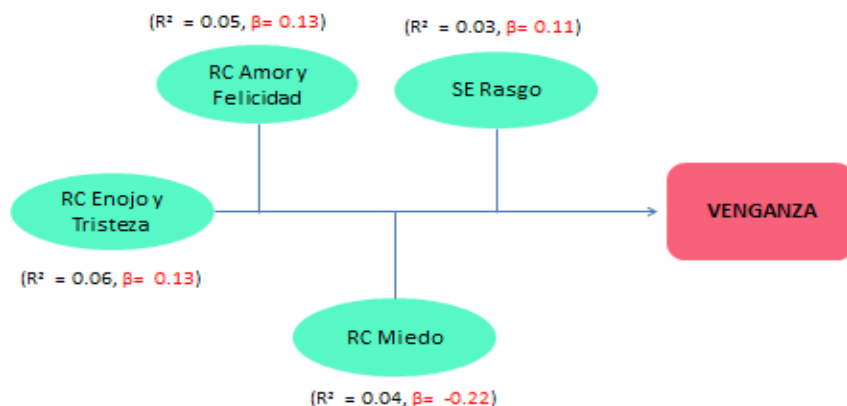 (R² = 0.05, β= 0.13)
(R² = 0.03, β= 0.11)
RC Amor y
Felicidad
SE Rasgo
RC Enojo y
Tristeza
VENGANZA
(R² = 0.06, β= 0.13)
RC Miedo
(R² = 0.04, β= -0.22)